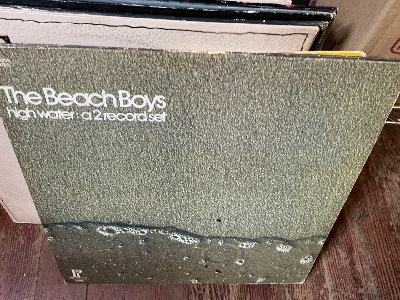 The Beach Boys
high water: a 2 record set